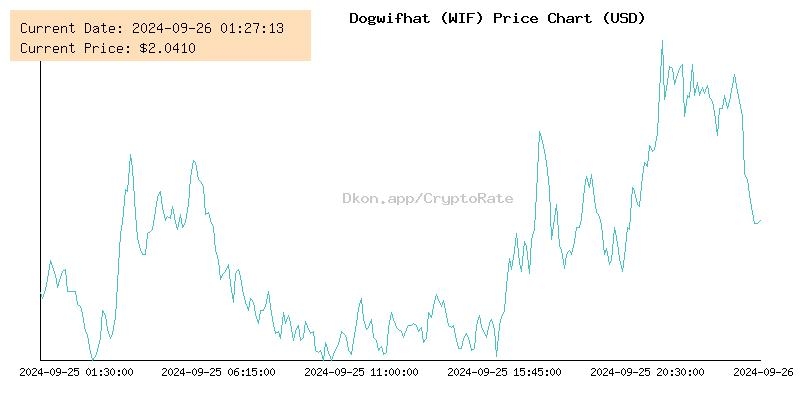 Dogwifhat (WIF) Price Chart (USD)
Current Date: 2024-09-26 01:27:13
Current Price: $2.0410
Dkon.app/CryptoRate
2024-09-25 01:30:00 2024-09-25 06:15:00 2024-09-25 11:00:00 2024-09-25 15:45:00 2024-09-25 20:30:00 2024-09-26